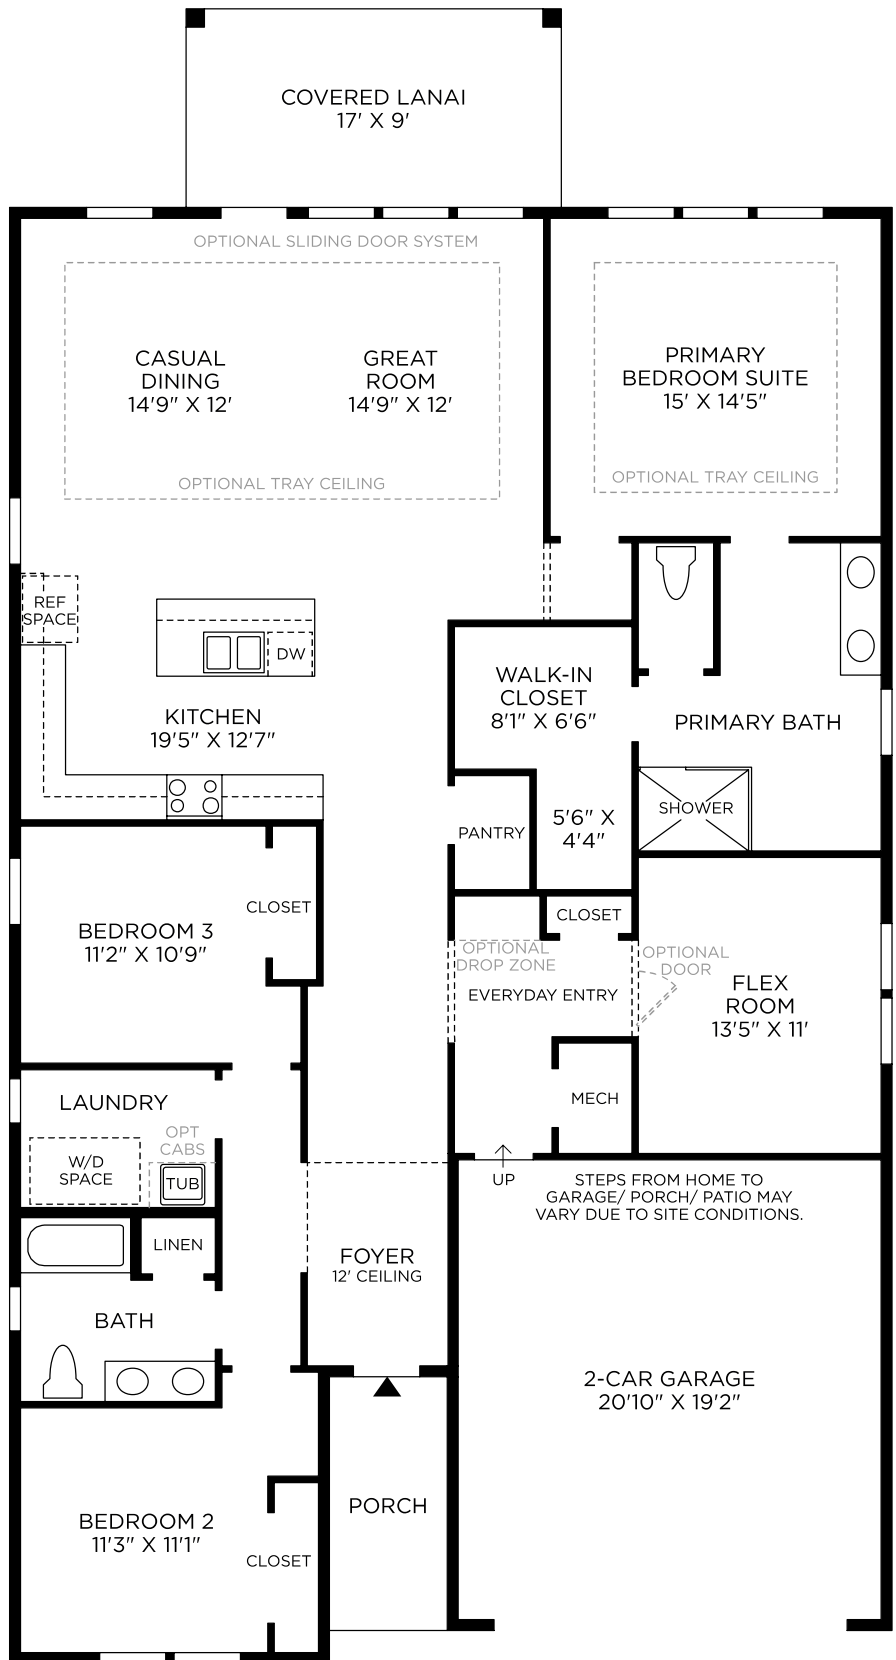 COVERED LANAI
17' X 9'
OPTIONAL SLIDING DOOR SYSTEM
CASUAL
DINING
14'9" X 12'
GREAT
ROOM
14'9" X 12'
OPTIONAL TRAY CEILING
PRIMARY
BEDROOM SUITE
15' X 14'5"
OPTIONAL TRAY CEILING
REF
SPACE
DW
KITCHEN
19'5" X 12'7"
WALK-IN
CLOSET
8'1" X 6'6"
PRIMARY BATH
SHOWER
PANTRY
5'6" X
4'4"
BEDROOM 3
11'2" X 10'9"
CLOSET
CLOSET
OPTIONAL
DROP ZONE
EVERYDAY ENTRY
OPTIONAL
DOOR
FLEX
ROOM
13'5" X 11'
MECH
LAUNDRY
OPT
CABS
W/D
SPACE
TUB
UP
STEPS FROM HOME TO
GARAGE/ PORCH/ PATIO MAY
VARY DUE TO SITE CONDITIONS.
LINEN
BATH
FOYER
12' CEILING
2-CAR GARAGE
20'10" X 19'2"
PORCH
BEDROOM 2
11'3" X 11'1"
CLOSET